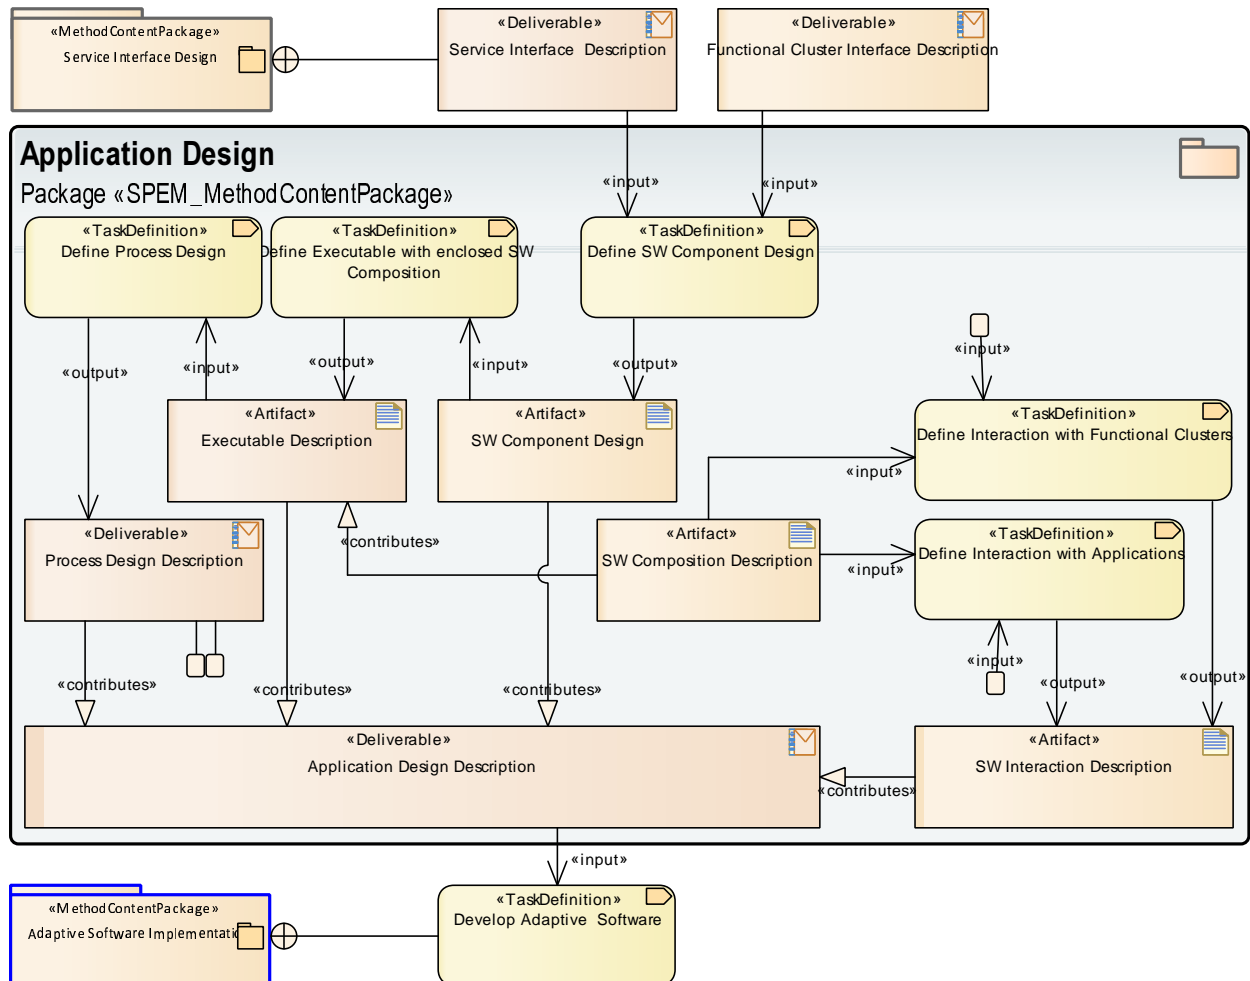 «MethodContentPackage»
Service Interface Design
«Deliverable»
Service Interface Description
«Deliverable»
Functional Cluster Interface Description
Application Design
Package «SPEM_MethodContentPackage»
«input»
«input»
«TaskDefinition»
Define Process Design
«TaskDefinition»
Define Executable with enclosed SW
Composition
«TaskDefinition»
Define SW Component Design
«output»
«input»
«output»
«input»
«output»
«input»
«Artifact»
Executable Description
«Artifact»
SW Component Design
«TaskDefinition»
Define Interaction with Functional Clusters
«input»
«Deliverable»
Process Design Description
«contributes»
«Artifact»
SW Composition Description
«TaskDefinition»
Define Interaction with Applications
«input»
«contributes»
«contributes»
«contributes»
«input»
«output»
«output»
«Deliverable»
Application Design Description
«Artifact»
SW Interaction Description
«contributes»
«input»
«MethodContentPackage»
Adaptive Software Implementatic
«TaskDefinition»
Develop Adaptive Software